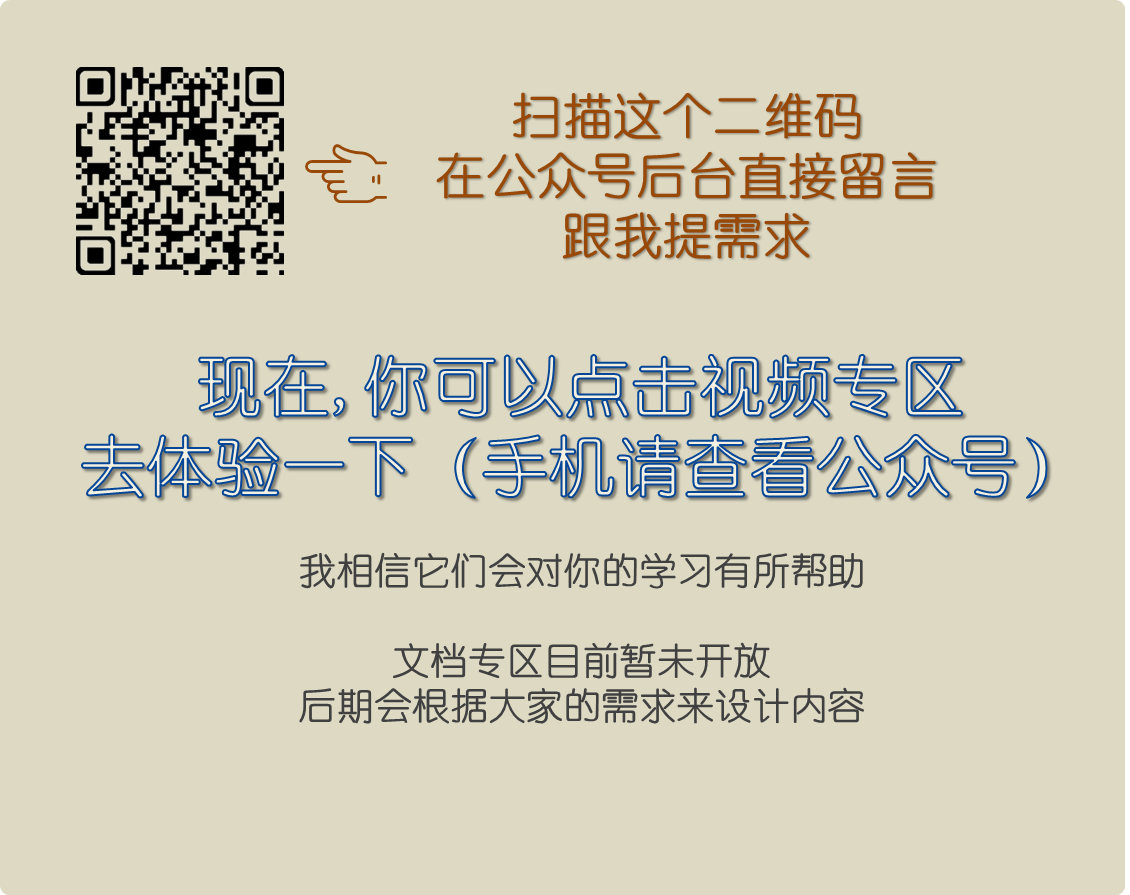 扫描这个二维码
在公众号后台直接留言
跟我提需求
现在,你可以点击视频专区
去体验一下（手机请查看公众号）
我相信它们会对你的学习有所帮助
文档专区目前暂未开放
后期会根据大家的需求来设计内容